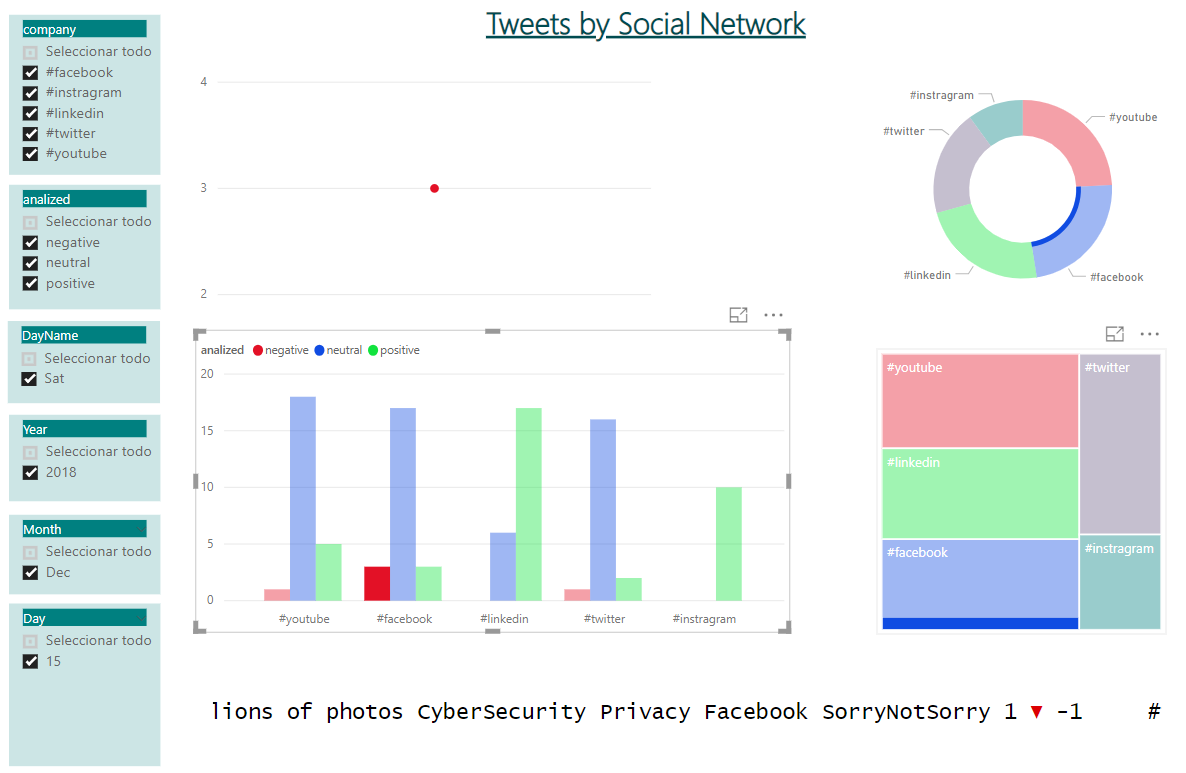 Tweets by Social Network
company
Seleccionar todo
#facebook
#instragram
#linkedin
#twitter
#youtube
analized
Seleccionar todo
negative
neutral
positive
DayName
Seleccionar todo
Sat
Year
Seleccionar todo
2018
Month
Seleccionar todo
Dec
Day
Seleccionar todo
15
4
3
2
#instragram
#youtube
#twitter
#linkedin
#facebook
analized negative neutral positive
20
15
10
5
0
#youtube #facebook #linkedin #twitter #instragram
#youtube #twitter
#linkedin
#facebook #instragram
lions of photos CyberSecurity Privacy Facebook SorryNotSorry 1 ▼ -1 #